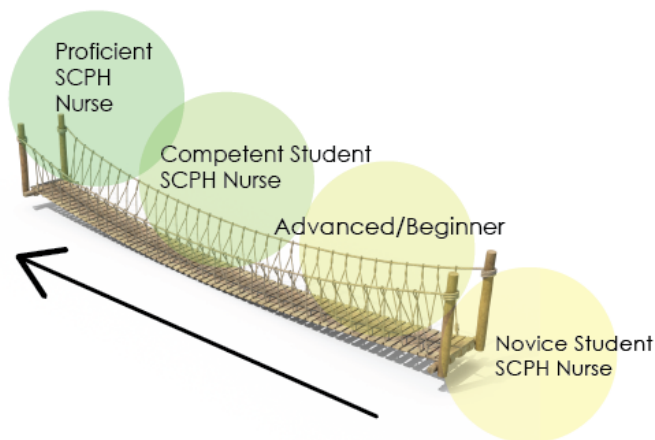 Proficient
SCPH
Nurse
Competent Student
SCPH Nurse
Advanced/Beginner
Novice Student
SCPH Nurse